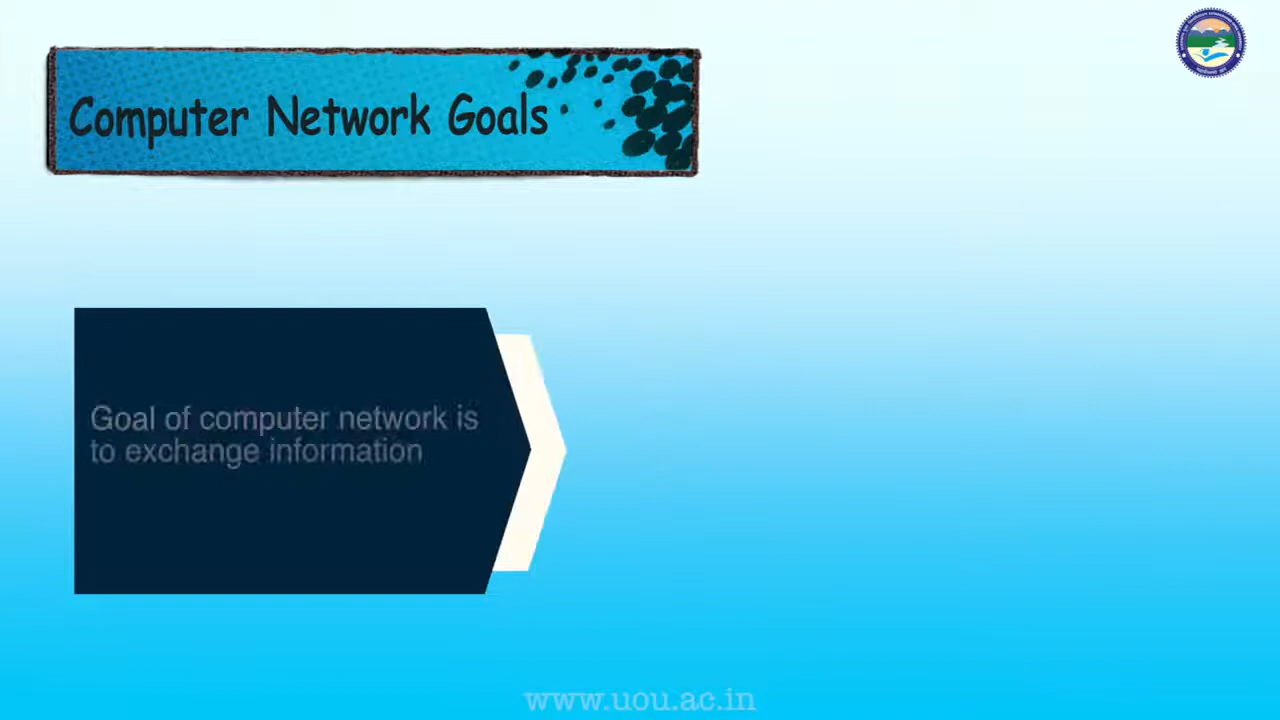 Computer Network Goals
Goal of computer network is
to exchange information
www.uou.ac.in